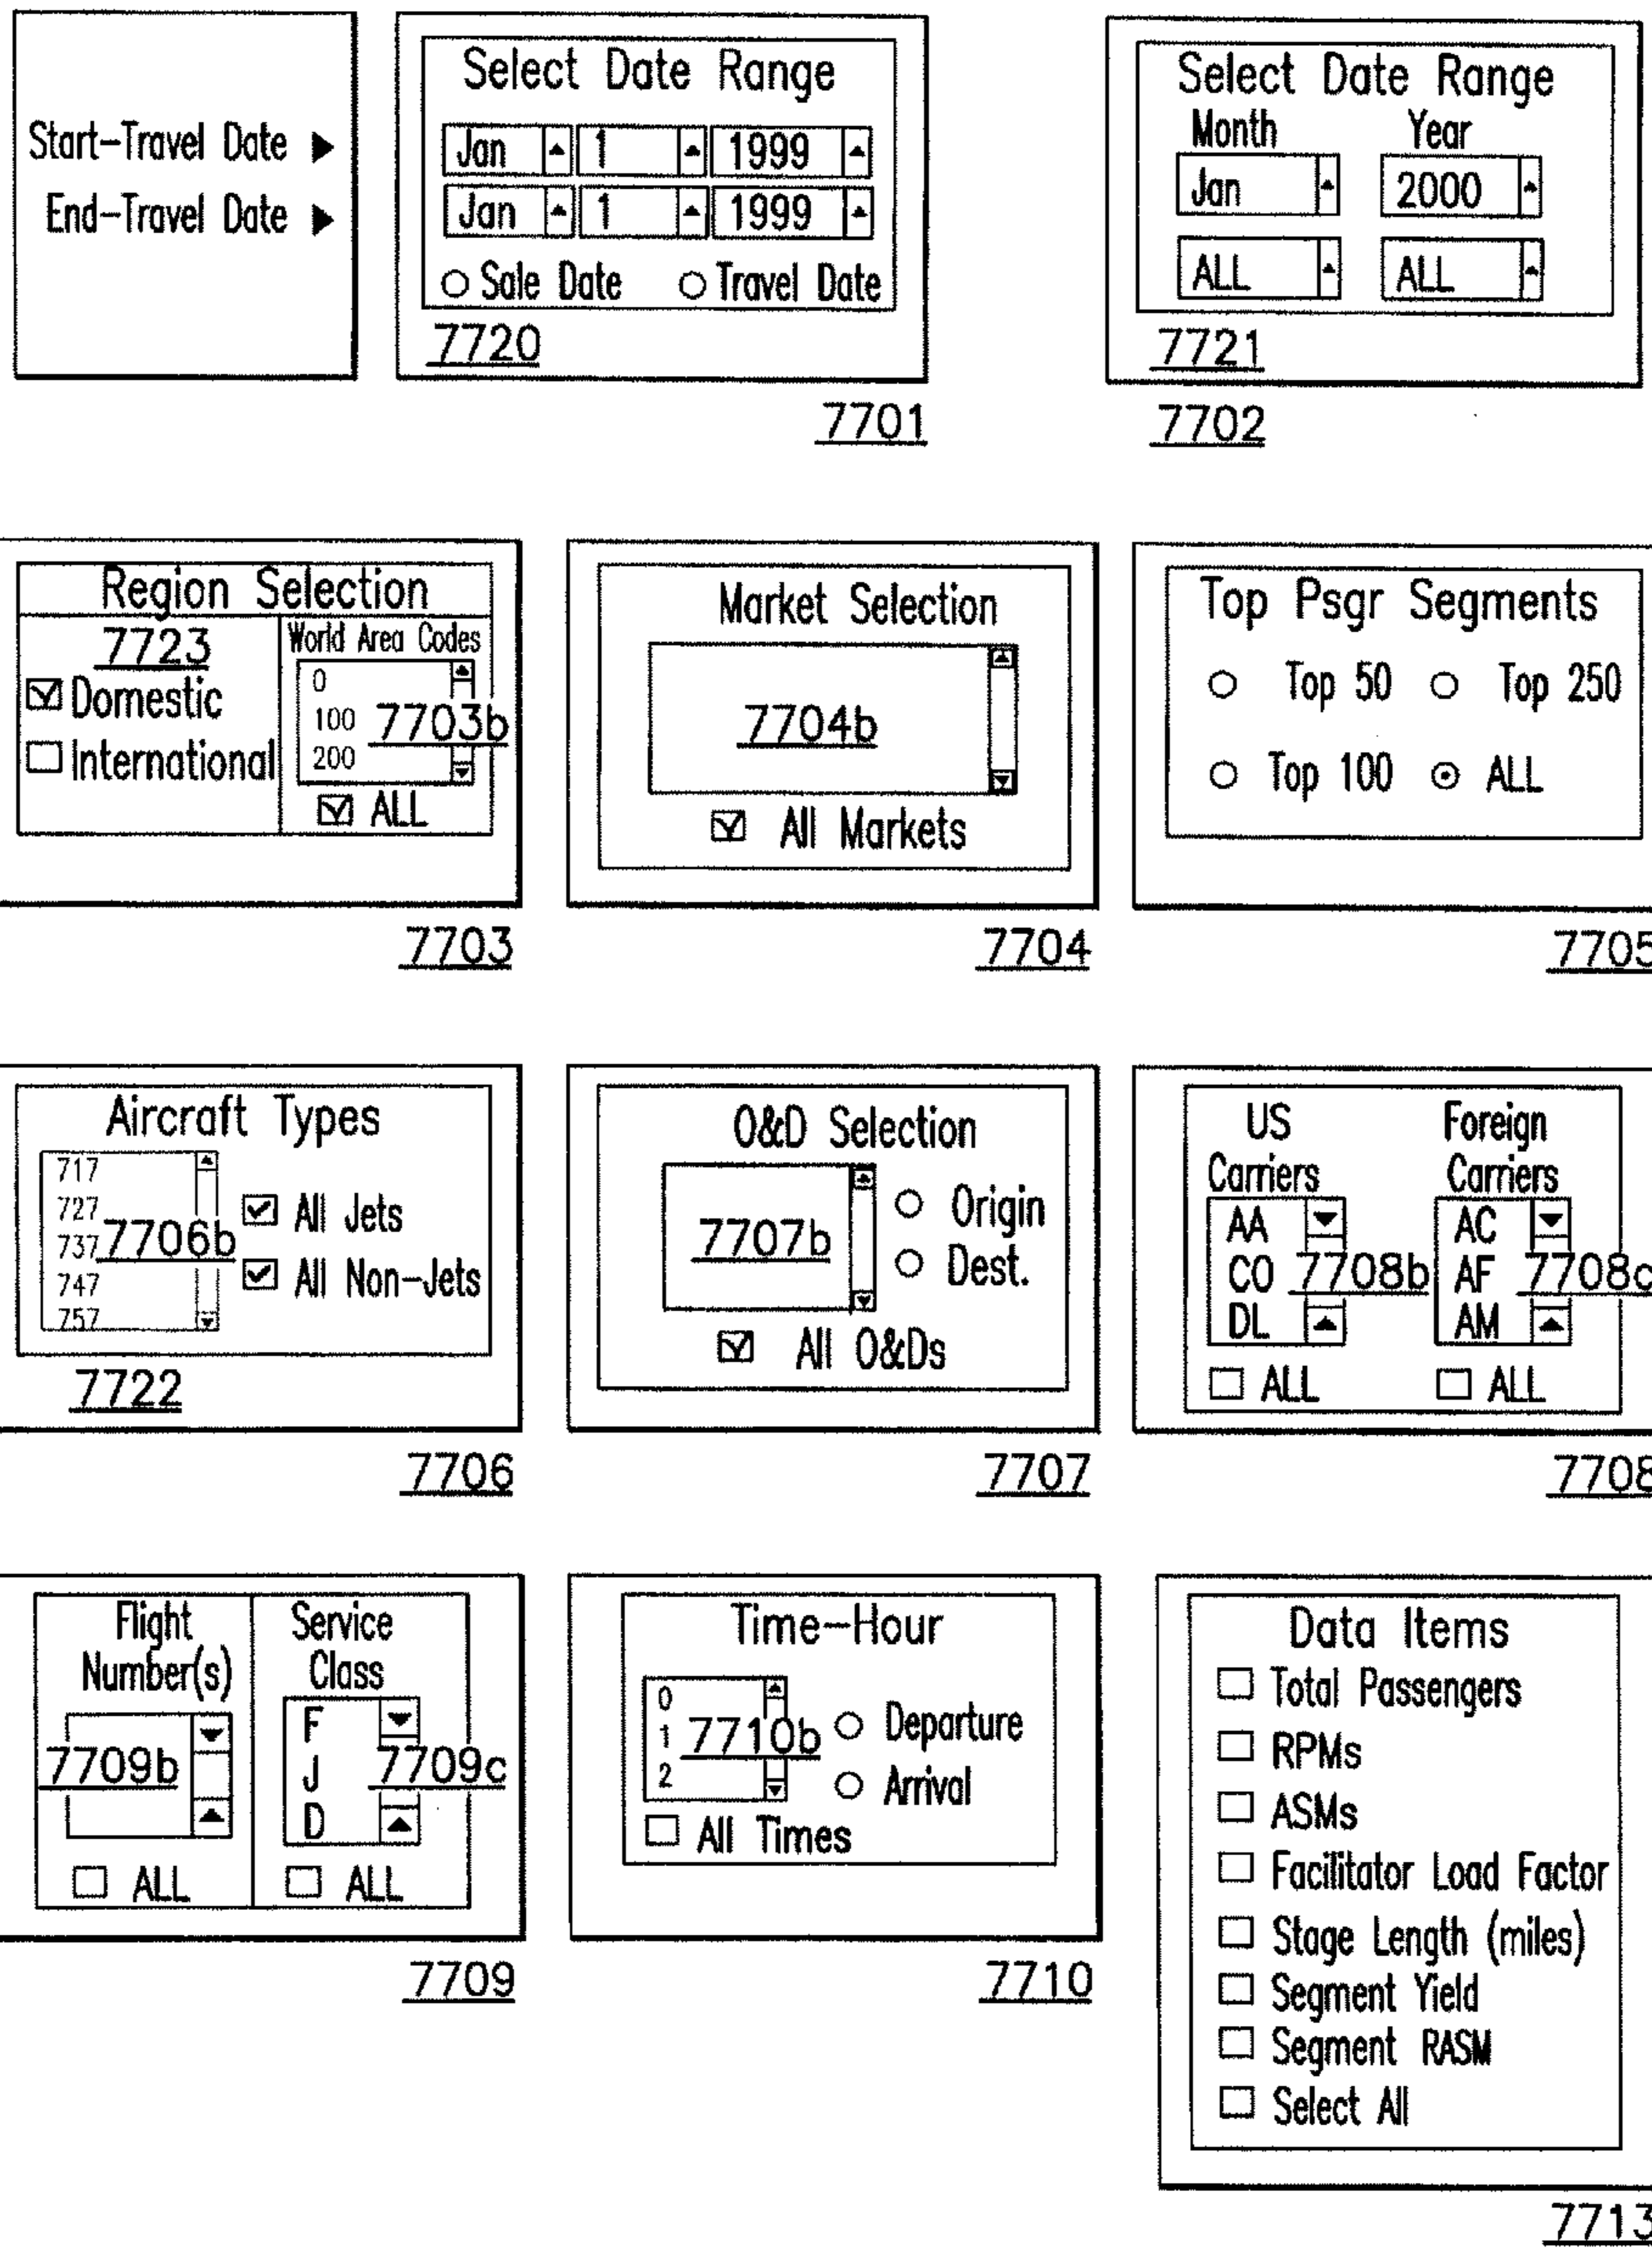 Start-Travel Date
End-Travel Date
Select Date Range
Jan 1 1999
Jan 1 1999
Sale Date Travel Date
7720
7701
Select Date Range
Month Year
Jan 2000
ALL ALL
7721
7702
Region Selection
7723
Domestic
International
World Area Codes
0
100
200
7703b
ALL
7703
Market Selection
7704b
All Markets
7704
Top Psgr Segments
Top 50 Top 250
Top 100 ALL
7705
Aircraft Types
717
727
737
747
757
7706b
All Jets
All Non-Jets
7722
7706
O&D Selection
7707b
Origin
Dest.
All O&Ds
7707
US
Carriers
AA
CO
DL
7708b
ALL
Foreign
Carriers
AC
AF
AM
7708c
ALL
7708
Flight
Number(s)
7709b
ALL
Service
Class
F
J
D
7709c
ALL
7709
Time-Hour
0
1
2
7710b
Departure
Arrival
All Times
7710
Data Items
Total Passengers
RPMs
ASMs
Facilitator Load Factor
Stage Length (miles)
Segment Yield
Segment RASM
Select All
7713